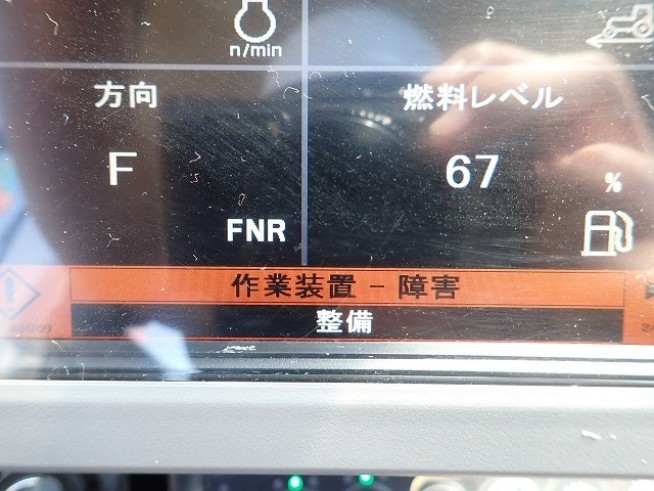 n/min
方向
燃料レベル
F
67
%
FNR
作業装置 － 障害
整備